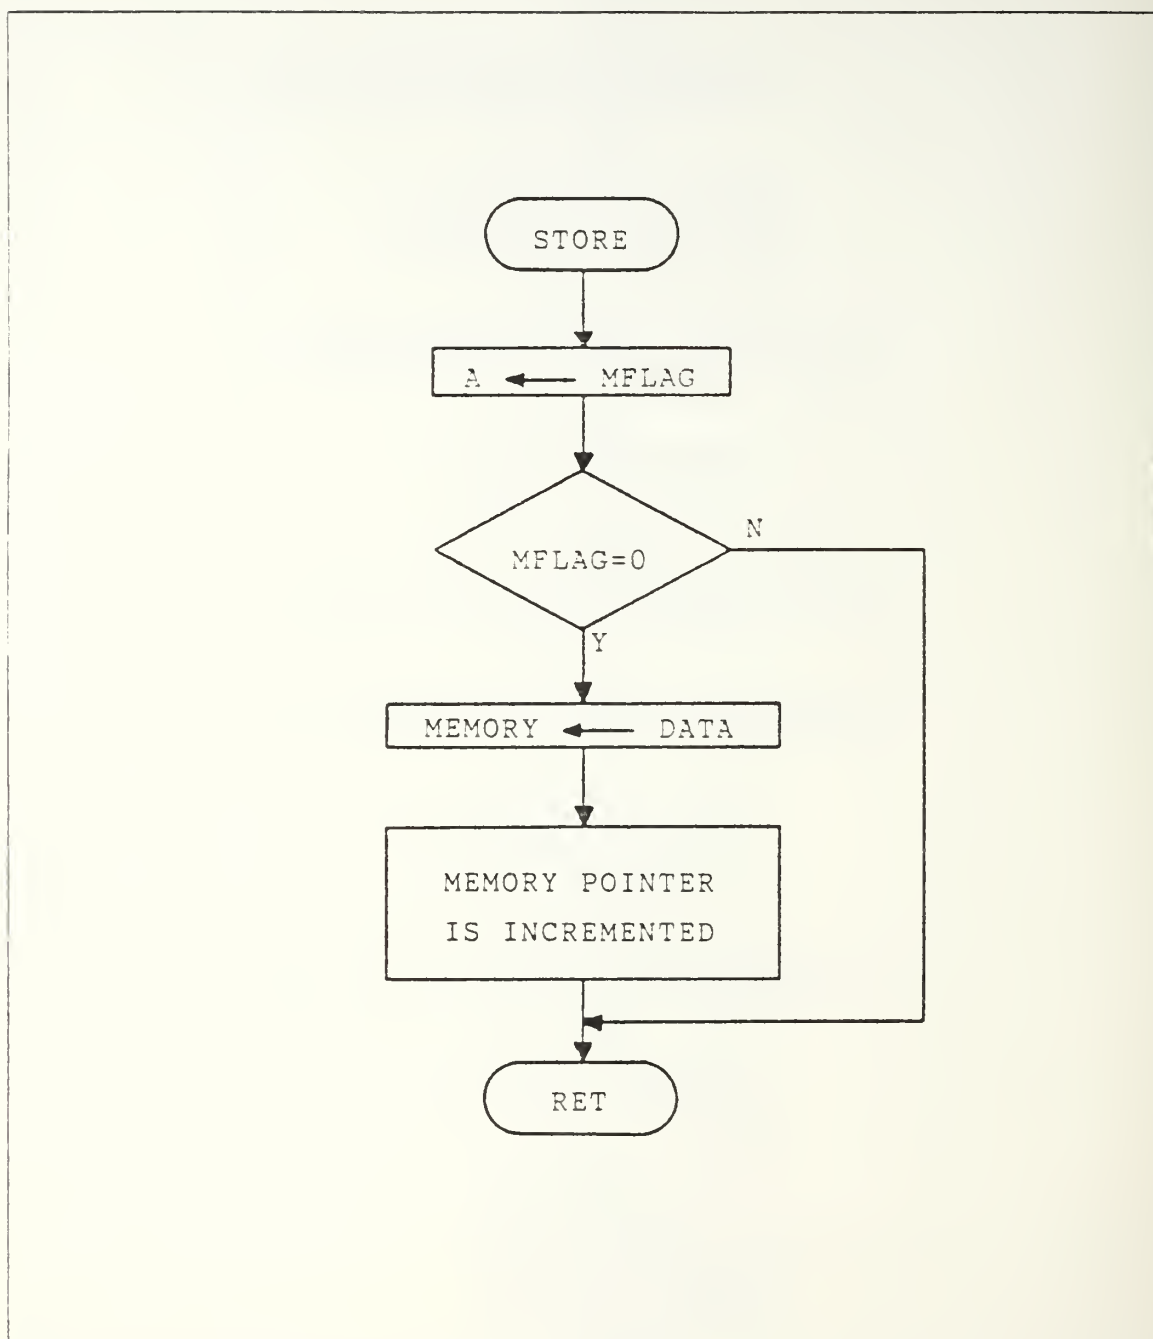 STORE
A ← MFLAG
MFLAG=0
N
Y
MEMORY ← DATA
MEMORY POINTER
IS INCREMENTED
RET